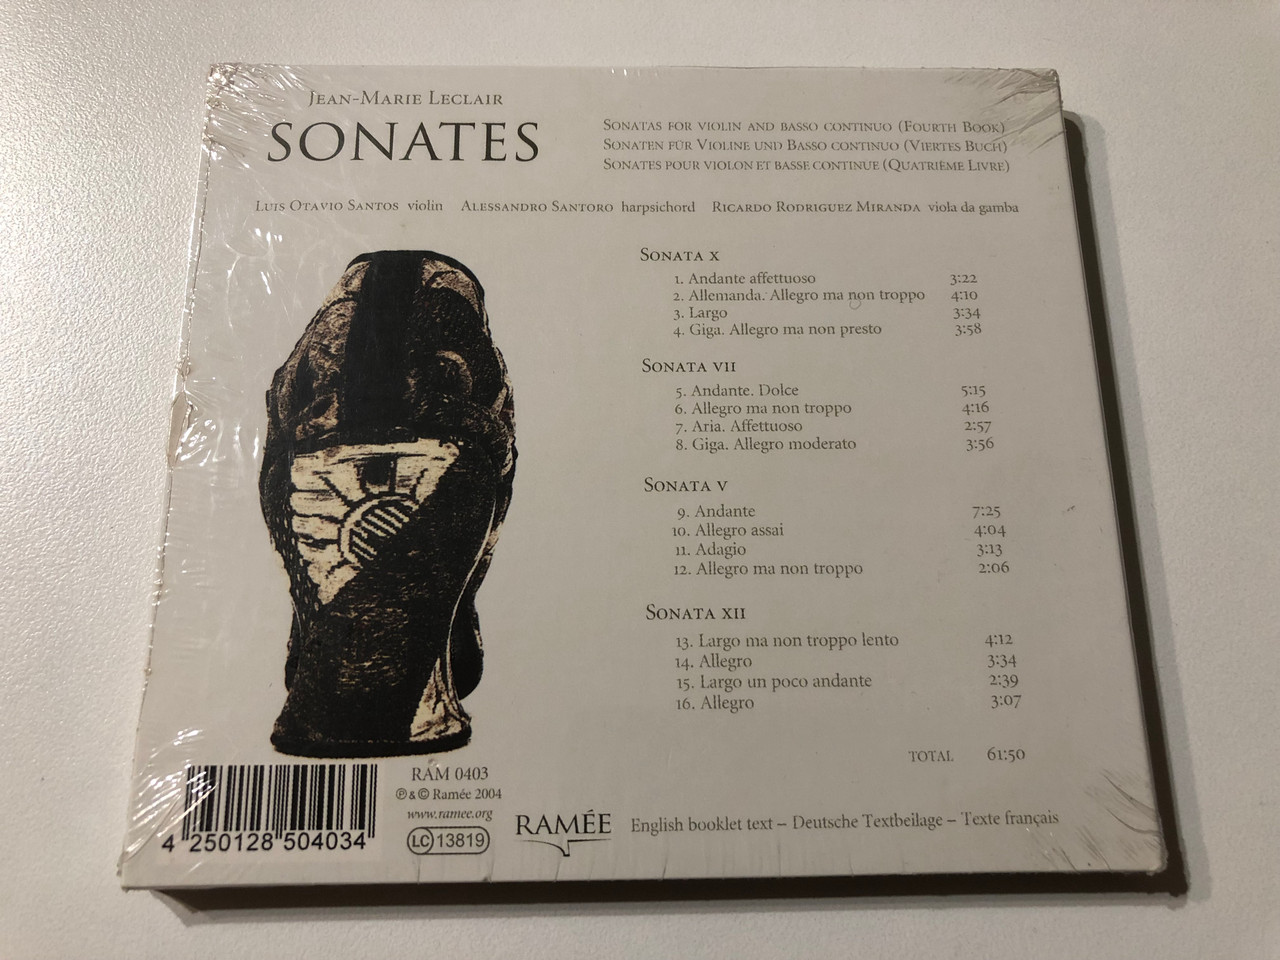 Jean-Marie Leclair
SONATES
Sonatas for violin and basso continuo (Fourth Book)
Sonaten für Violine und Basso continuo (Viertes Buch)
Sonates pour violon et basse continue (Quatrième Livre)
Luis Otavio Santos violin Alessandro Santoro harpsichord Ricardo Rodriguez Miranda viola da gamba
Sonata X
1. Andante affettuoso 3:22
2. Allemanda. Allegro ma non troppo 4:10
3. Largo 3:34
4. Giga. Allegro ma non presto 3:58
Sonata VII
5. Andante. Dolce 5:15
6. Allegro ma non troppo 4:16
7. Aria. Affettuoso 2:57
8. Giga. Allegro moderato 3:56
Sonata V
9. Andante 7:25
10. Allegro assai 4:04
11. Adagio 3:13
12. Allegro ma non troppo 2:06
Sonata XII
13. Largo ma non troppo lento 4:12
14. Allegro 3:34
15. Largo un poco andante 2:39
16. Allegro 3:07
TOTAL 61:50
4 250128 504034
RAM 0403
℗ & © Ramée 2004
www.ramee.org
LC 13819
RAMÉE
English booklet text – Deutsche Textbeilage – Texte français